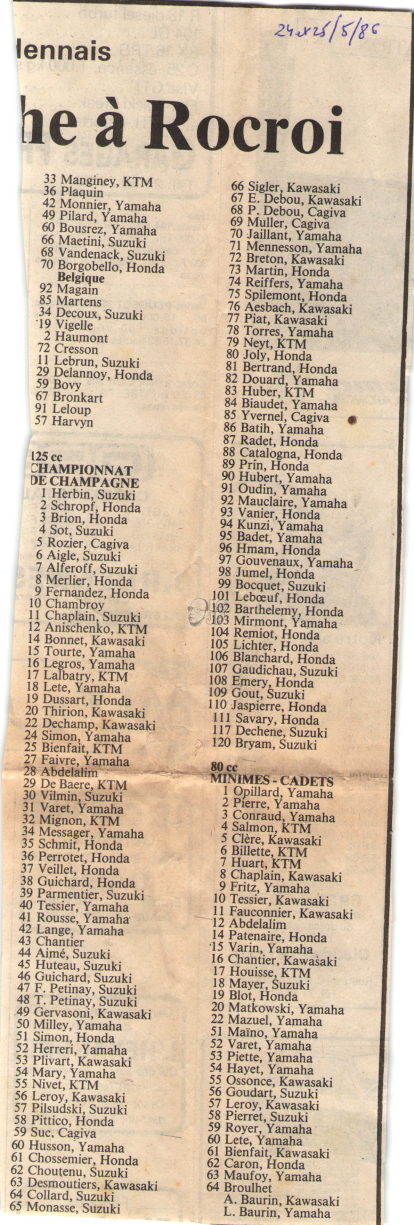 24 et 25/5/86
lennais
he à Rocroi
33 Manginey, KTM
36 Plaquin
42 Monnier, Yamaha
49 Pilard, Yamaha
60 Bousrez, Yamaha
66 Maetini, Suzuki
68 Vandenack, Suzuki
70 Borgobello, Honda
Belgique
92 Magain
85 Martens
34 Decoux, Suzuki
19 Vigelle
2 Haumont
72 Cresson
11 Lebrun, Suzuki
29 Delannoy, Honda
59 Bovy
67 Bronkart
91 Leloup
57 Harvyn
125 cc
CHAMPIONNAT
DE CHAMPAGNE
1 Herbin, Suzuki
2 Schropf, Honda
3 Brion, Honda
4 Sot, Suzuki
5 Rozier, Cagiva
6 Aigle, Suzuki
7 Alferoff, Suzuki
8 Merlier, Honda
9 Fernandez, Honda
10 Chambroy
11 Chaplain, Suzuki
12 Anischenko, KTM
14 Bonnet, Kawasaki
15 Tourte, Yamaha
16 Legros, Yamaha
17 Lalbatry, KTM
18 Lete, Yamaha
19 Dussart, Honda
20 Thirion, Kawasaki
22 Dechamp, Kawasaki
24 Simon, Yamaha
25 Bienfait, KTM
27 Faivre, Yamaha
28 Abdelalim
29 De Baere, KTM
30 Vilmin, Suzuki
31 Varet, Yamaha
32 Mignon, KTM
34 Messager, Yamaha
35 Schmit, Honda
36 Perrotet, Honda
37 Veillet, Honda
38 Guichard, Honda
39 Parmentier, Suzuki
40 Tessier, Yamaha
41 Rousse, Yamaha
42 Lange, Yamaha
43 Chantier
44 Aimé, Suzuki
45 Huteau, Suzuki
46 Guichard, Suzuki
47 F. Petinay, Suzuki
48 T. Petinay, Suzuki
49 Gervasoni, Kawasaki
50 Milley, Yamaha
51 Simon, Honda
52 Herreri, Yamaha
53 Plivart, Kawasaki
54 Mary, Yamaha
55 Nivet, KTM
56 Leroy, Kawasaki
57 Pilsudski, Suzuki
58 Pittico, Honda
59 Suc, Cagiva
60 Husson, Yamaha
61 Chossemier, Honda
62 Choutenu, Suzuki
63 Desmoutiers, Kawasaki
64 Collard, Suzuki
65 Monasse, Suzuki
66 Sigler, Kawasaki
67 E. Debou, Kawasaki
68 P. Debou, Cagiva
69 Muller, Cagiva
70 Jaillant, Yamaha
71 Mennesson, Yamaha
72 Breton, Kawasaki
73 Martin, Honda
74 Reiffers, Yamaha
75 Spilemont, Honda
76 Aesbach, Kawasaki
77 Piat, Kawasaki
78 Torres, Yamaha
79 Neyt, KTM
80 Joly, Honda
81 Bertrand, Honda
82 Douard, Yamaha
83 Huber, KTM
84 Biaudet, Yamaha
85 Yvernel, Cagiva
86 Batih, Yamaha
87 Radet, Honda
88 Catalogna, Honda
89 Prin, Honda
90 Hubert, Yamaha
91 Oudin, Yamaha
92 Mauclaire, Yamaha
93 Vanier, Honda
94 Kunzi, Yamaha
95 Badet, Yamaha
96 Hmam, Honda
97 Gouvenaux, Yamaha
98 Jumel, Honda
99 Bocquet, Suzuki
101 Lebœuf, Honda
102 Barthelemy, Honda
103 Mirmont, Yamaha
104 Remiot, Honda
105 Lichter, Honda
106 Blanchard, Honda
107 Gaudichau, Suzuki
108 Emery, Honda
109 Gout, Suzuki
110 Jaspierre, Honda
111 Savary, Honda
117 Dechene, Suzuki
120 Bryam, Suzuki
80 cc
MINIMES - CADETS
1 Opillard, Yamaha
2 Pierre, Yamaha
3 Conraud, Yamaha
4 Salmon, KTM
5 Clère, Kawasaki
6 Billette, KTM
7 Huart, KTM
8 Chaplain, Kawasaki
9 Fritz, Yamaha
10 Tessier, Kawasaki
11 Fauconnier, Kawasaki
12 Abdelalim
14 Patenaire, Honda
15 Varin, Yamaha
16 Chantier, Kawasaki
17 Houisse, KTM
18 Mayer, Suzuki
19 Blot, Honda
20 Matkowski, Yamaha
22 Mazuel, Yamaha
51 Maïno, Yamaha
52 Varet, Yamaha
53 Piette, Yamaha
54 Hayet, Yamaha
55 Ossonce, Kawasaki
56 Goudart, Suzuki
57 Leroy, Kawasaki
58 Pierret, Suzuki
59 Royer, Yamaha
60 Lete, Yamaha
61 Bienfait, Kawasaki
62 Caron, Honda
63 Maufoy, Yamaha
64 Broulhet
A. Baurin, Kawasaki
L. Baurin, Yamaha